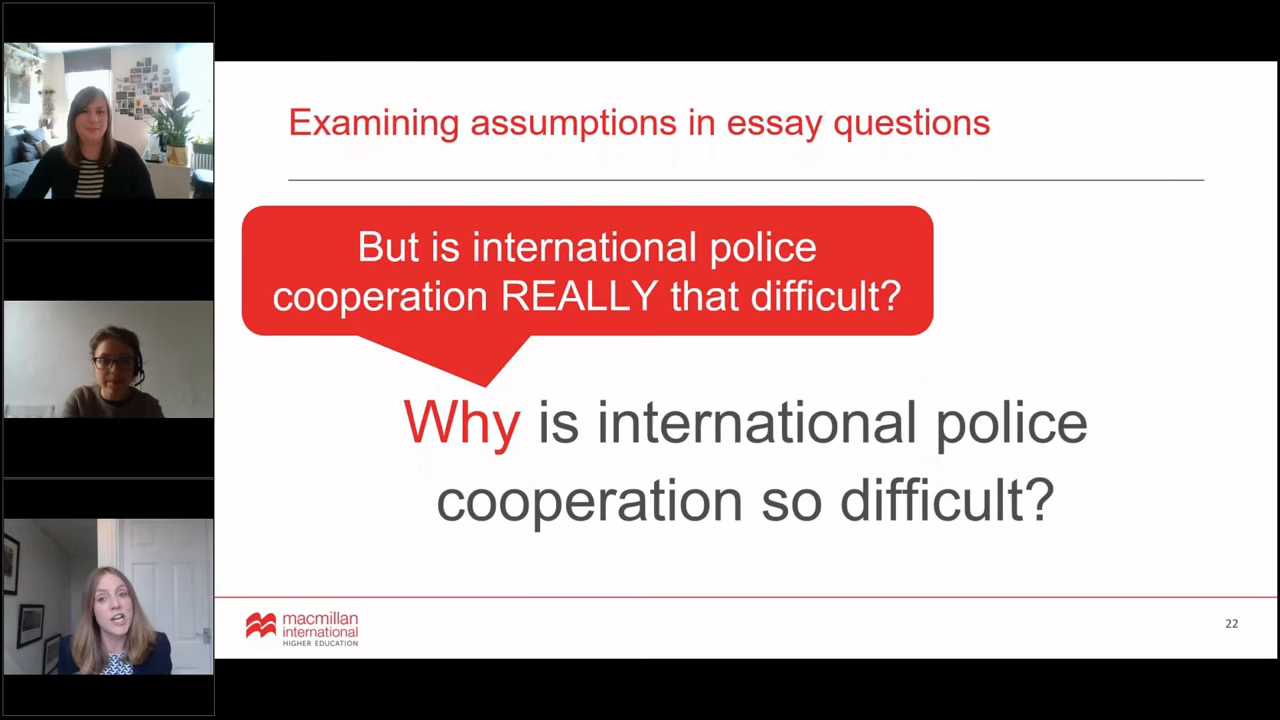 Examining assumptions in essay questions
But is international police
cooperation REALLY that difficult?
Why is international police
cooperation so difficult?
macmillan
international
HIGHER EDUCATION
22